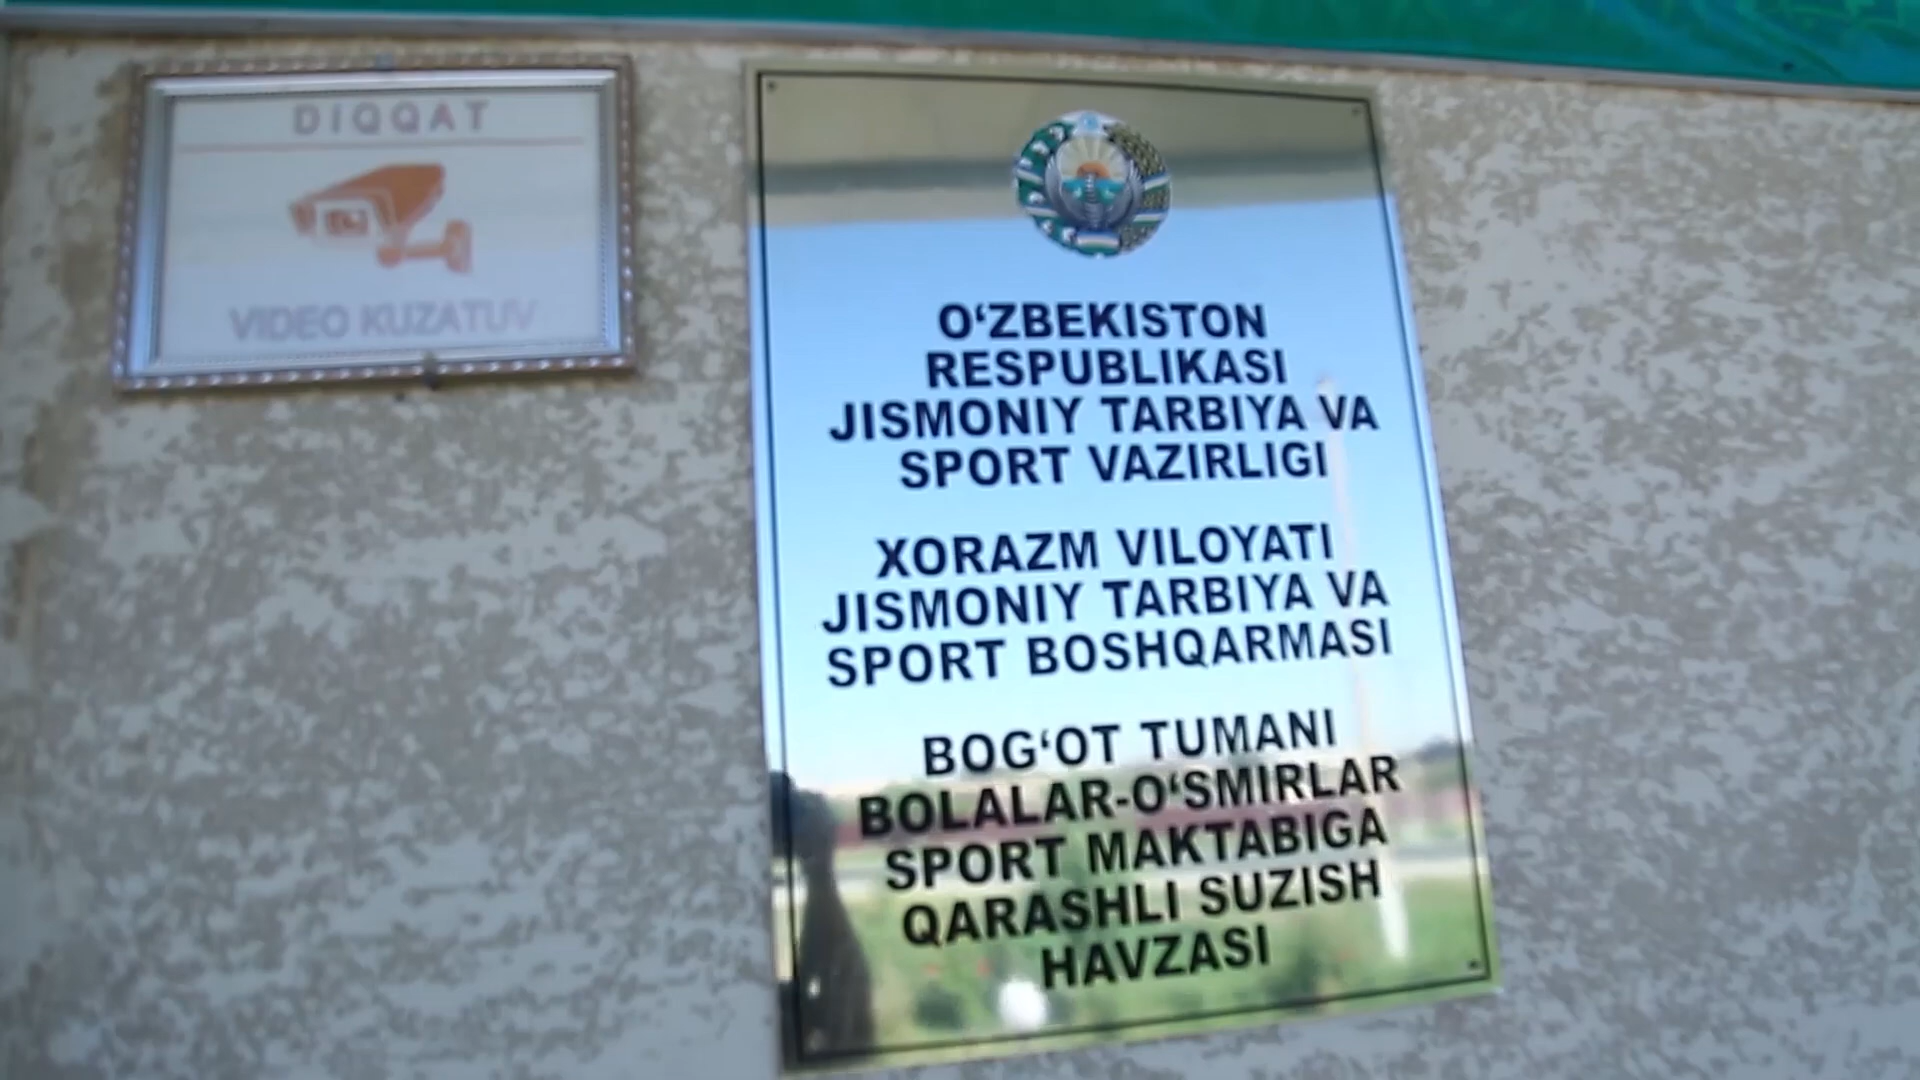 DIQQAT
VIDEO KUZATUV
O‘ZBEKISTON
RESPUBLIKASI
JISMONIY TARBIYA VA
SPORT VAZIRLIGI
XORAZM VILOYATI
JISMONIY TARBIYA VA
SPORT BOSHQARMASI
BOG‘OT TUMANI
BOLALAR-O‘SMIRLAR
SPORT MAKTABIGA
QARASHLI SUZISH
HAVZASI